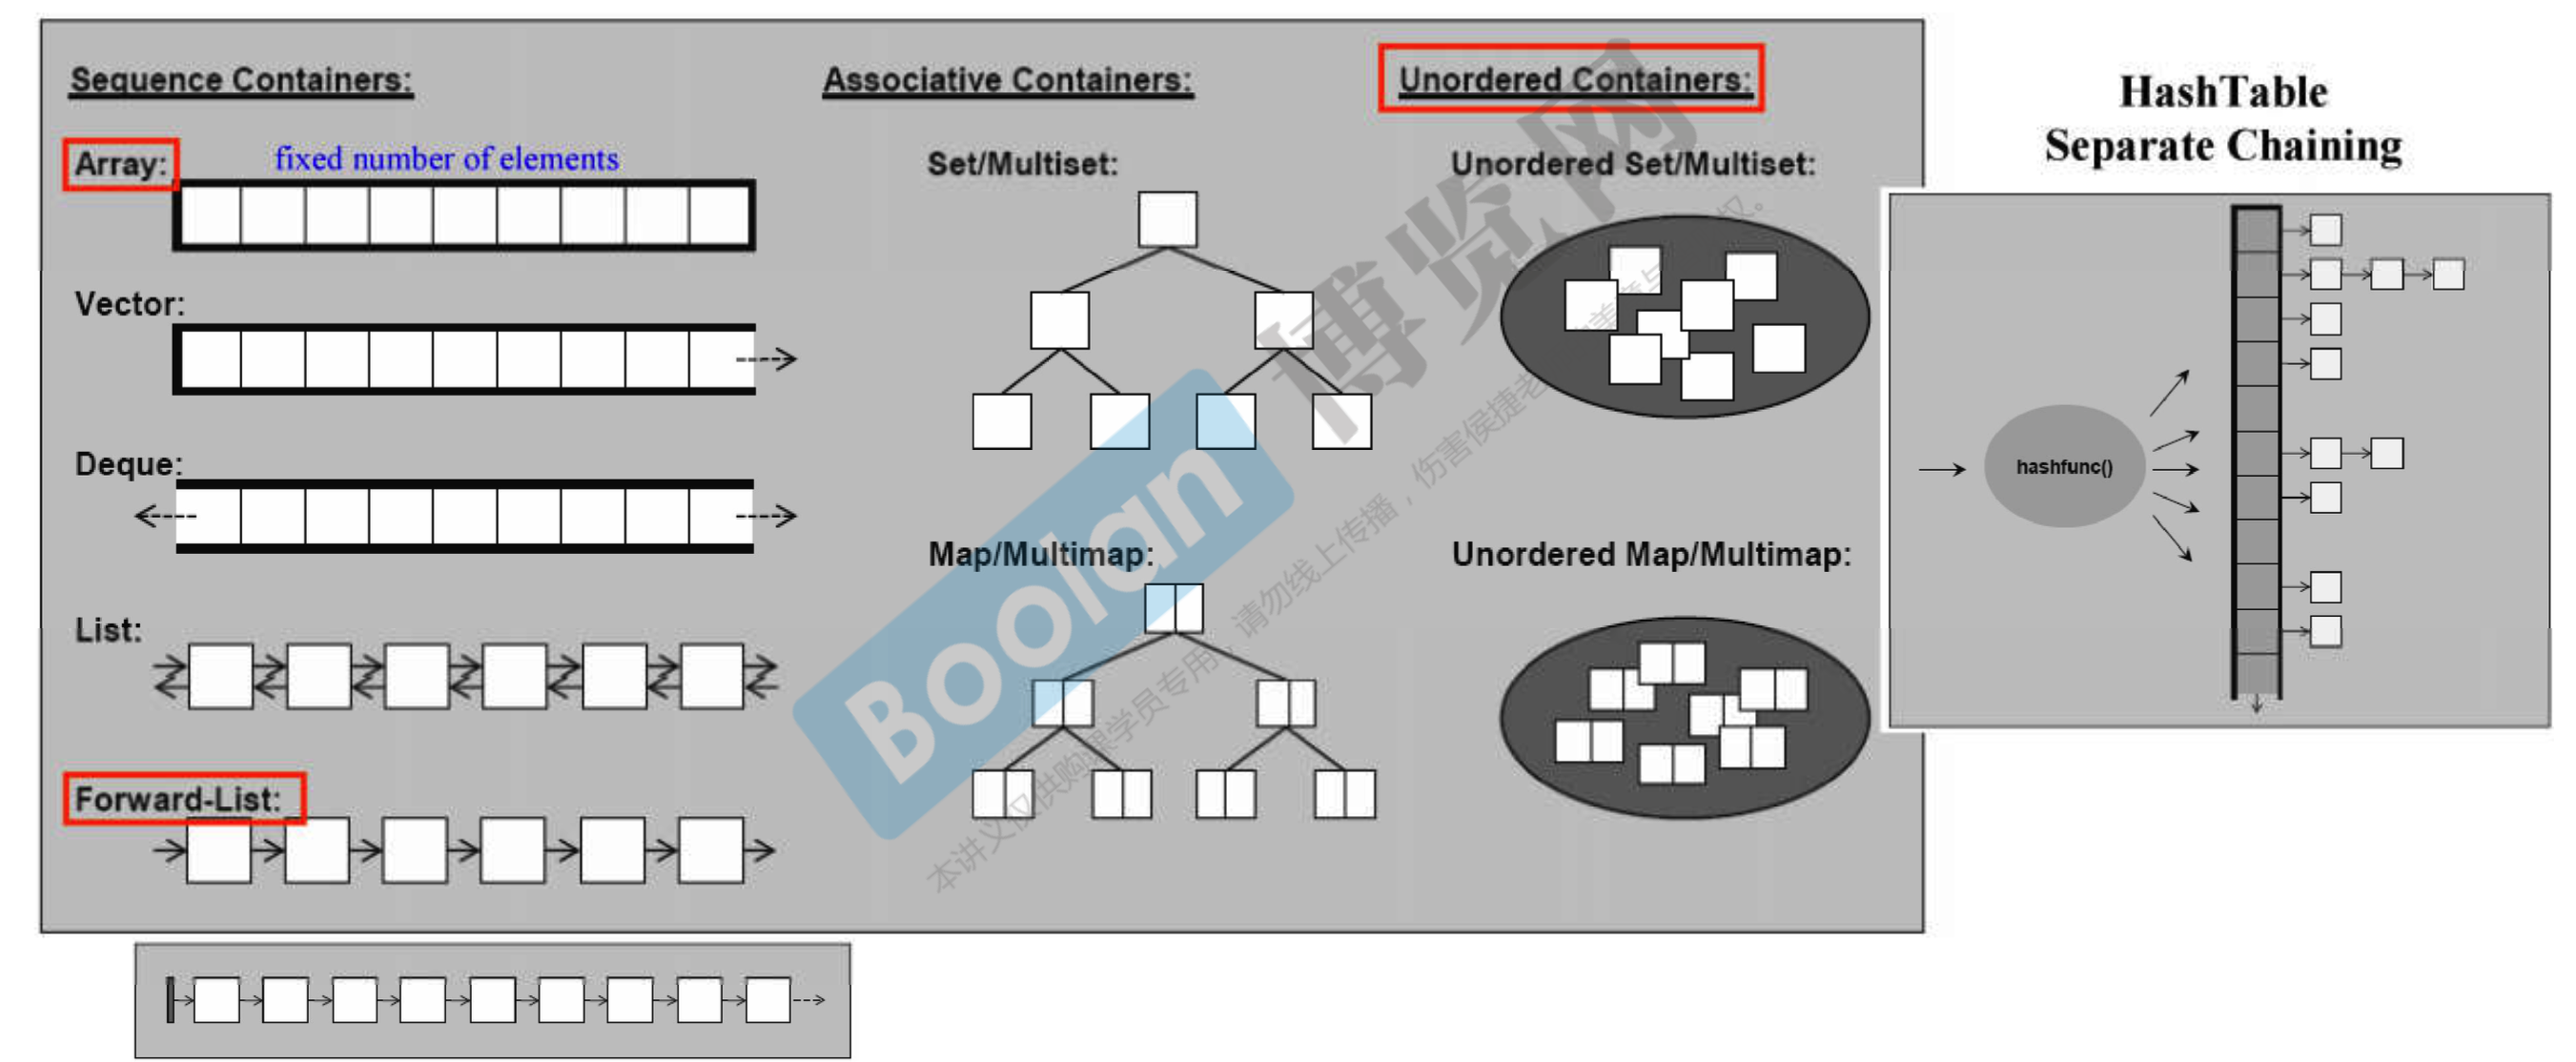 Sequence Containers:
Associative Containers:
Unordered Containers:
HashTable
Separate Chaining
Array:
fixed number of elements
Set/Multiset:
Unordered Set/Multiset:
Vector:
Deque:
hashfunc()
Map/Multimap:
Unordered Map/Multimap:
List:
Forward-List:
Boolan 博览网
本讲义仅供购课学员专用，请勿线上传播，伤害侯捷老
权。